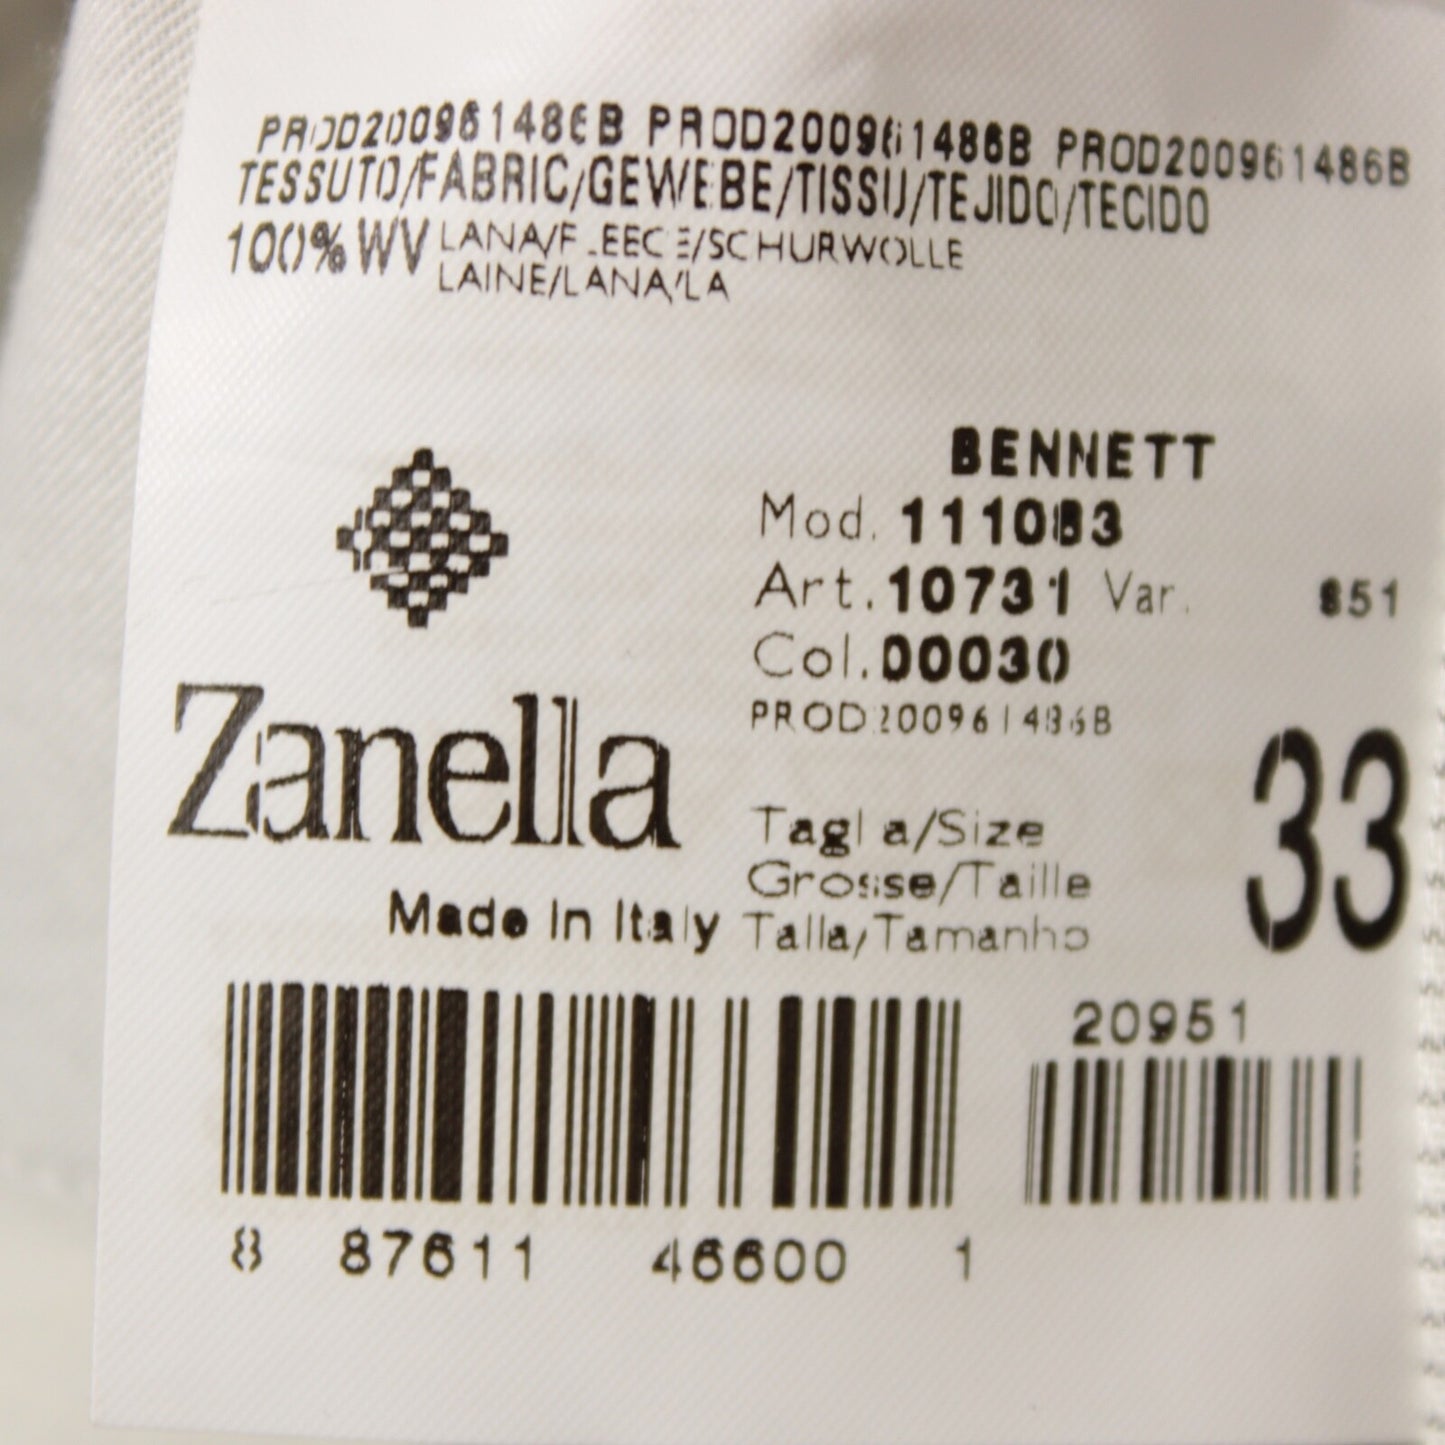 PROD200961486B PROD200961486B PROD200961486B
TESSUTO/FABRIC/GEWEBE/TISSU/TEJIDO/TECIDO
100% WV LANA/FLEECE/SCHURWOLLE
LAINE/LANA/LA
BENNETT
Mod. 111083
Art. 10731 Var. 851
Col. 00030
PROD200961486B
Zanella
Made In Italy
Taglia/Size
Grosse/Taille
Talla/Tamanho
33
20951
8 87611 46600 1